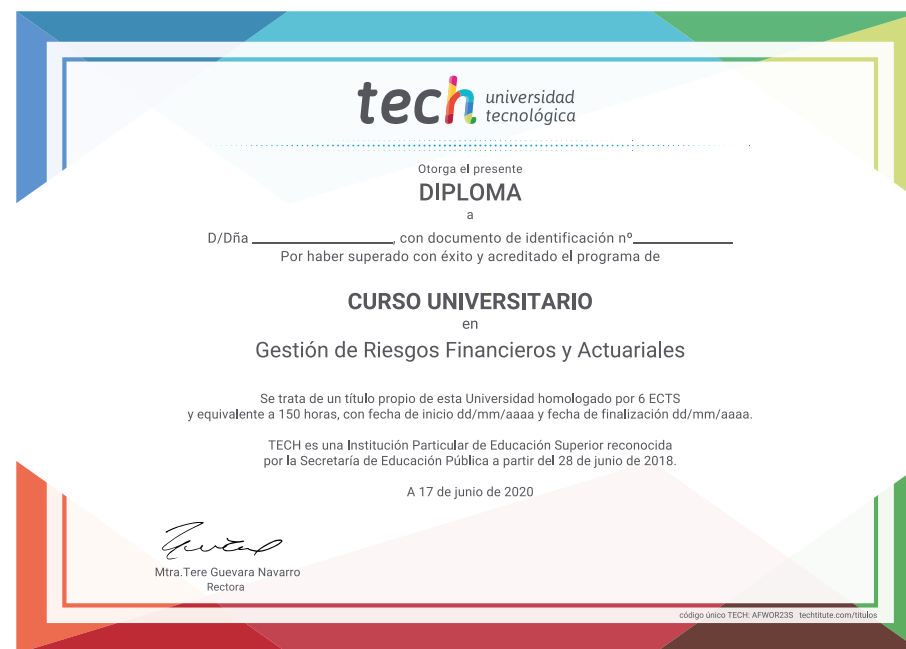 tech universidad
tecnológica
Otorga el presente
DIPLOMA
a
D/Dña ____________________, con documento de identificación nº______________
Por haber superado con éxito y acreditado el programa de
CURSO UNIVERSITARIO
en
Gestión de Riesgos Financieros y Actuariales
Se trata de un título propio de esta Universidad homologado por 6 ECTS
y equivalente a 150 horas, con fecha de inicio dd/mm/aaaa y fecha de finalización dd/mm/aaaa.
TECH es una Institución Particular de Educación Superior reconocida
por la Secretaría de Educación Pública a partir del 28 de junio de 2018.
A 17 de junio de 2020
Mtra.Tere Guevara Navarro
Rectora
código único TECH: AFWOR23S techtitute.com/titulos